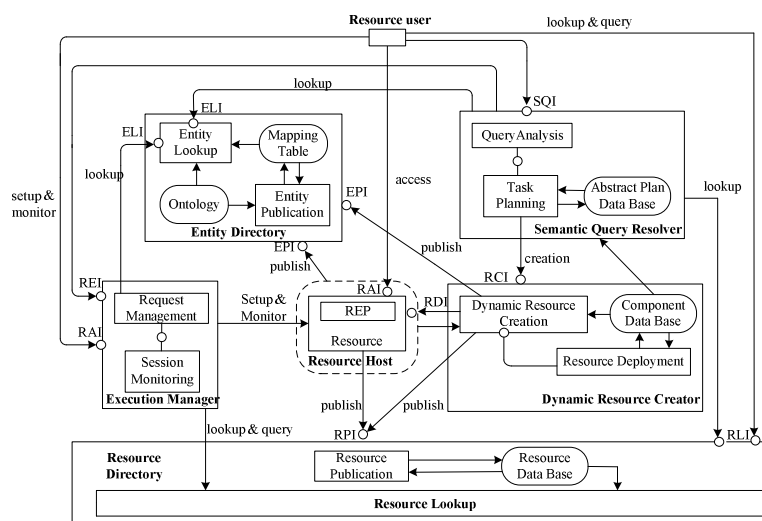 Resource user
lookup & query
lookup
SQI
ELI
ELI
Entity
Lookup
Mapping
Table
QueryAnalysis
lookup
setup &
monitor
access
lookup
Ontology
Entity
Publication
EPI
Task
Planning
Abstract Plan
Data Base
Entity Directory
Semantic Query Resolver
EPI
publish
publish
creation
RCI
REI
RAI
RDI
Request
Management
Setup &
Monitor
REP
Resource
Dynamic Resource
Creation
Component
Data Base
RAI
Session
Monitoring
Resource Host
Resource Deployment
Execution Manager
publish
publish
Dynamic Resource Creator
lookup & query
RPI
RLI
Resource
Directory
Resource
Publication
Resource
Data Base
Resource Lookup